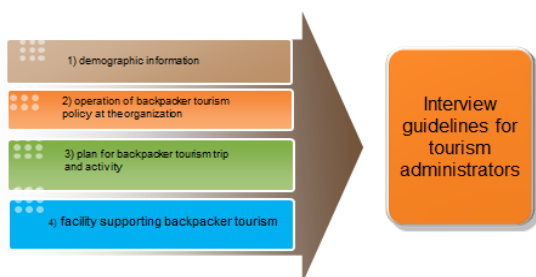 1) demographic information
2) operation of backpacker tourism
policy at the organization
3) plan for backpacker tourism trip
and activity
4) facility supporting backpacker tourism
Interview
guidelines for
tourism
administrators